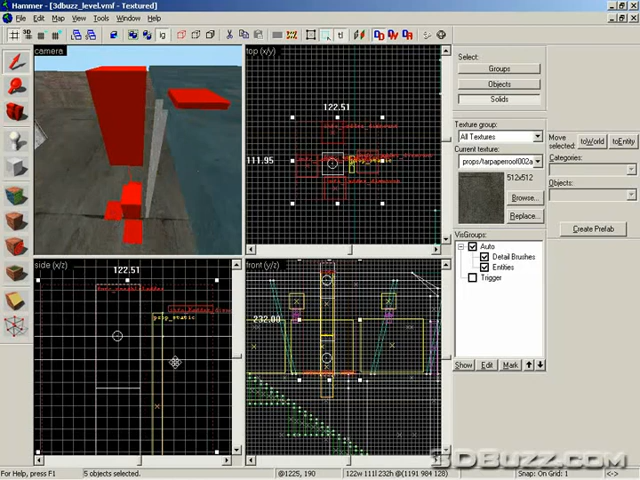 Hammer - [3dbuzz_level.vmf - Textured]
File Edit Map View Tools Window Help
camera
top (x/y)
122.51
111.95
side (x/z)
122.51
func_useableladder
prop_static
front (y/z)
232.00
Select:
Groups
Objects
Solids
Texture group:
All Textures
Current texture:
props/tarpaperroof002a
512x512
Browse...
Replace...
VisGroups:
Auto
Detail Brushes
Entities
Trigger
Show Edit Mark
Move selected:
toWorld toEntity
Categories:
Objects:
Create Prefab
3DBuzz.com
For Help, press F1
5 objects selected.
@1225, 190
122w 111l 232h @(1191 984 128)
Snap: On Grid: 1
<->